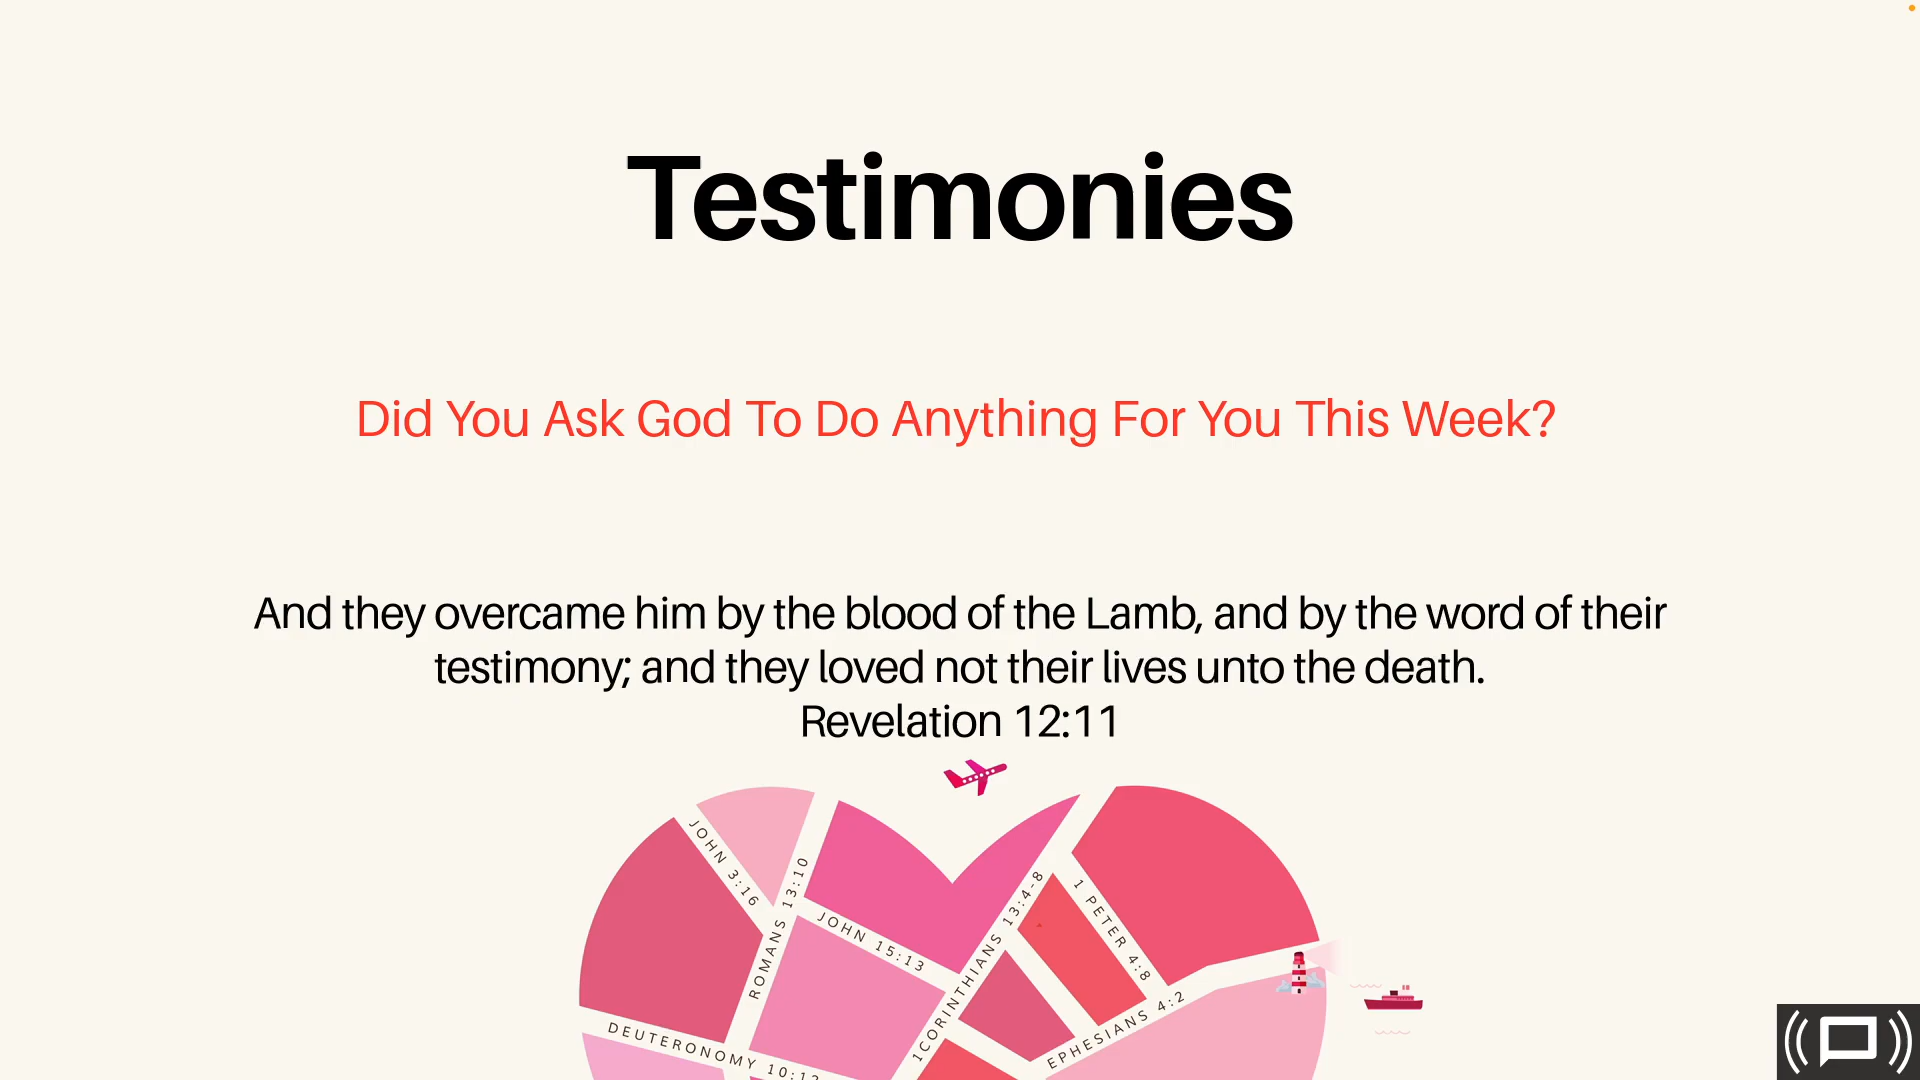 Testimonies
Did You Ask God To Do Anything For You This Week?
And they overcame him by the blood of the Lamb, and by the word of their
testimony; and they loved not their lives unto the death.
Revelation 12:11
JOHN 3:16
ROMANS 13:10
JOHN 15:13
1CORINTHIANS 13:4-8
1 PETER 4:8
EPHESIANS 4:2
DEUTERONOMY 10:12